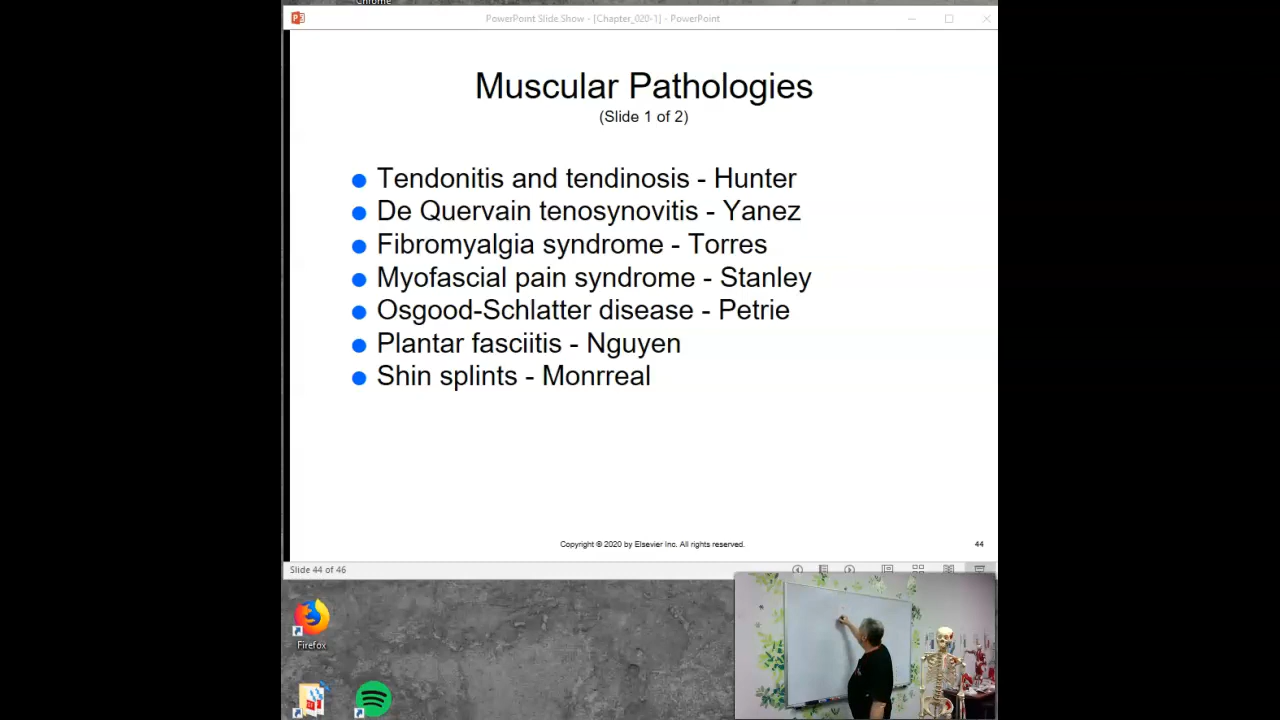 Chrome
PowerPoint Slide Show - [Chapter_020-1] - PowerPoint
Muscular Pathologies
(Slide 1 of 2)
Tendonitis and tendinosis - Hunter
De Quervain tenosynovitis - Yanez
Fibromyalgia syndrome - Torres
Myofascial pain syndrome - Stanley
Osgood-Schlatter disease - Petrie
Plantar fasciitis - Nguyen
Shin splints - Monrreal
Copyright © 2020 by Elsevier Inc. All rights reserved.
44
Slide 44 of 46
Firefox